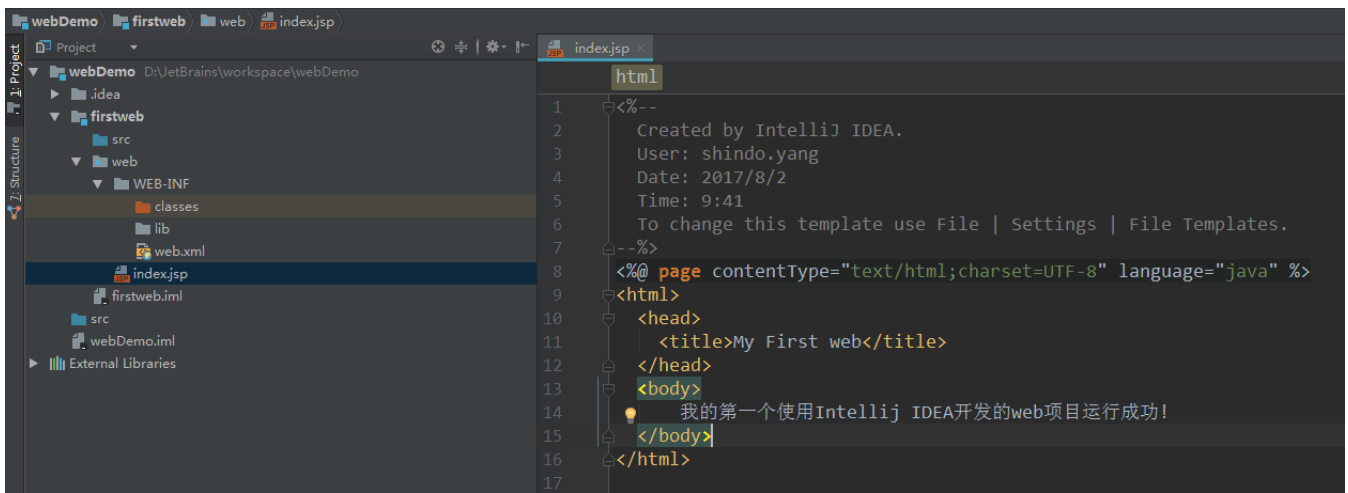 webDemo firstweb web index.jsp
1: Project
7: Structure
Project
webDemo D:\JetBrains\workspace\webDemo
.idea
firstweb
src
web
WEB-INF
classes
lib
web.xml
index.jsp
firstweb.iml
src
webDemo.iml
External Libraries
index.jsp
html
1 <%--
2 Created by IntelliJ IDEA.
3 User: shindo.yang
4 Date: 2017/8/2
5 Time: 9:41
6 To change this template use File | Settings | File Templates.
7 --%>
8 <%@ page contentType="text/html;charset=UTF-8" language="java" %>
9 <html>
10 <head>
11 <title>My First web</title>
12 </head>
13 <body>
14 我的第一个使用Intellij IDEA开发的web项目运行成功!
15 </body>
16 </html>
17